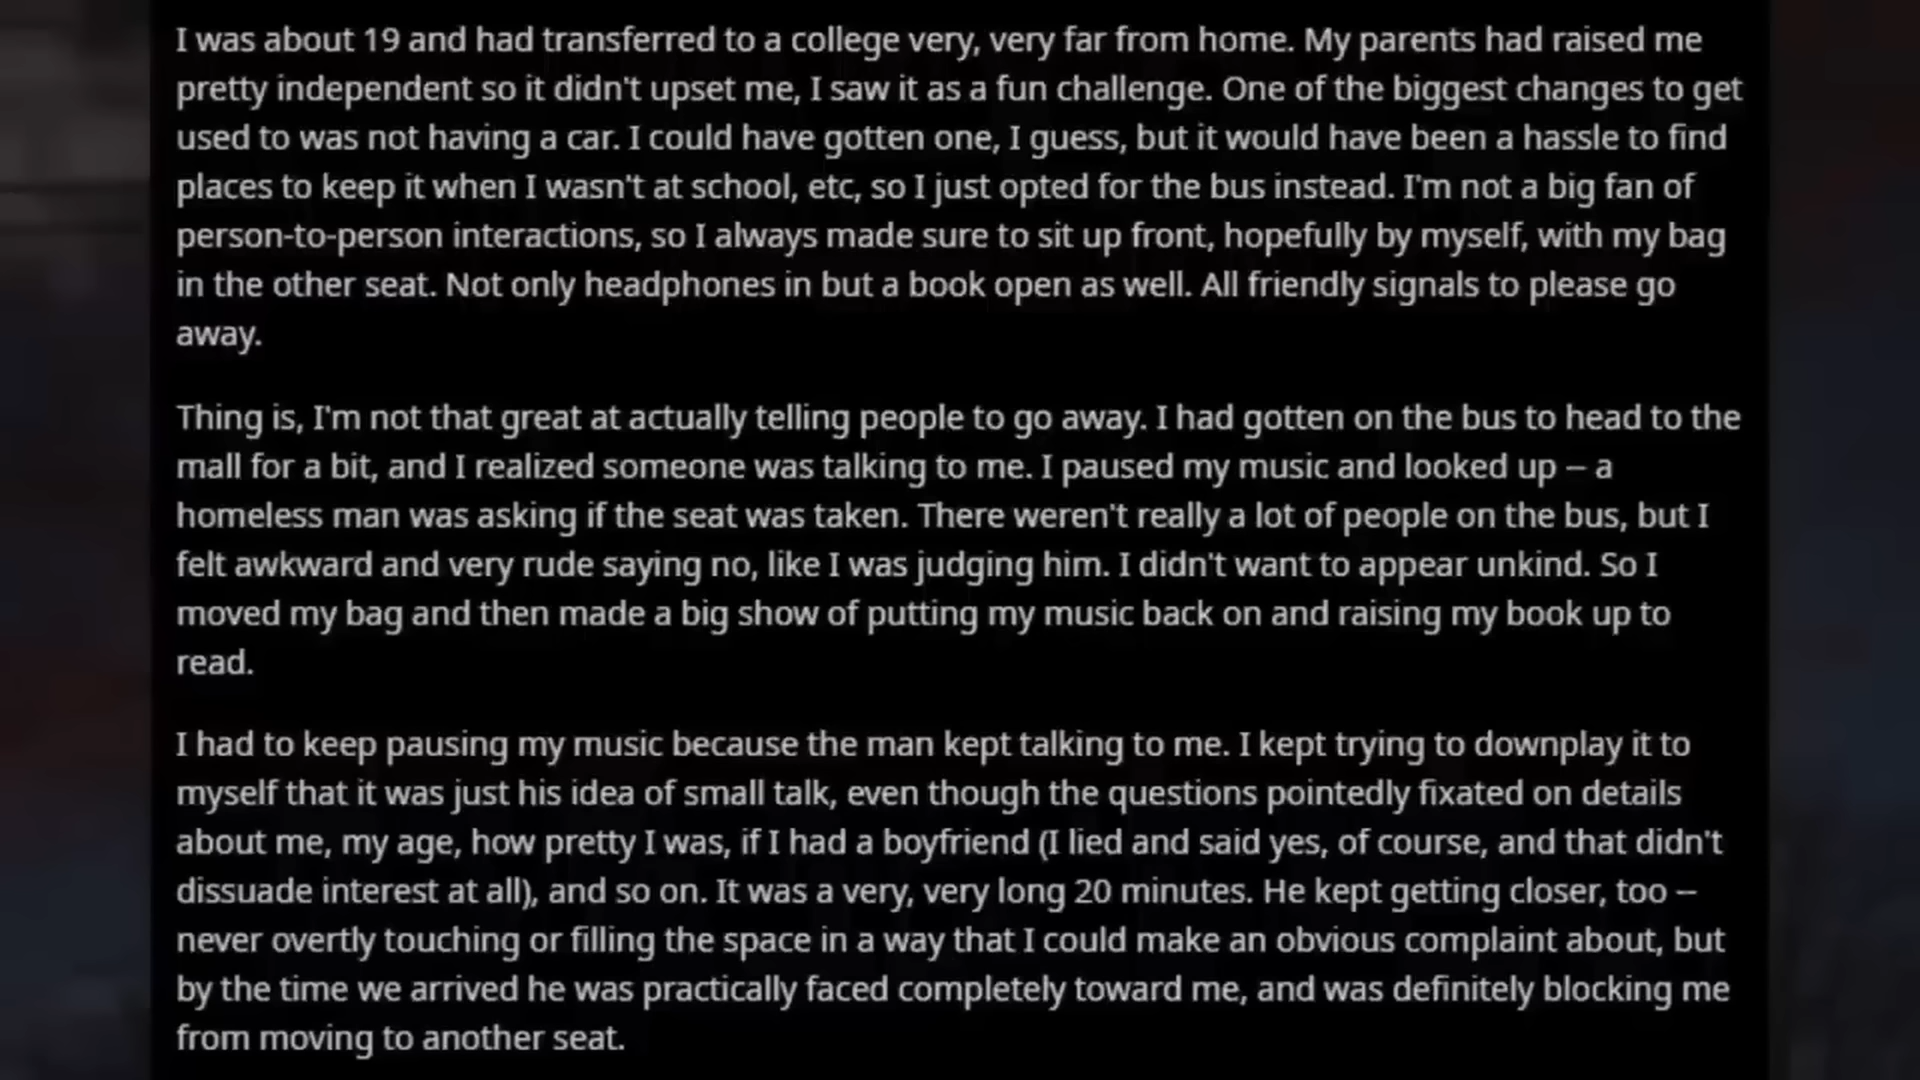 I was about 19 and had transferred to a college very, very far from home. My parents had raised me
pretty independent so it didn't upset me, I saw it as a fun challenge. One of the biggest changes to get
used to was not having a car. I could have gotten one, I guess, but it would have been a hassle to find
places to keep it when I wasn't at school, etc, so I just opted for the bus instead. I'm not a big fan of
person-to-person interactions, so I always made sure to sit up front, hopefully by myself, with my bag
in the other seat. Not only headphones in but a book open as well. All friendly signals to please go
away.
Thing is, I'm not that great at actually telling people to go away. I had gotten on the bus to head to the
mall for a bit, and I realized someone was talking to me. I paused my music and looked up – a
homeless man was asking if the seat was taken. There weren't really a lot of people on the bus, but I
felt awkward and very rude saying no, like I was judging him. I didn't want to appear unkind. So I
moved my bag and then made a big show of putting my music back on and raising my book up to
read.
I had to keep pausing my music because the man kept talking to me. I kept trying to downplay it to
myself that it was just his idea of small talk, even though the questions pointedly fixated on details
about me, my age, how pretty I was, if I had a boyfriend (I lied and said yes, of course, and that didn't
dissuade interest at all), and so on. It was a very, very long 20 minutes. He kept getting closer, too –
never overtly touching or filling the space in a way that I could make an obvious complaint about, but
by the time we arrived he was practically faced completely toward me, and was definitely blocking me
from moving to another seat.